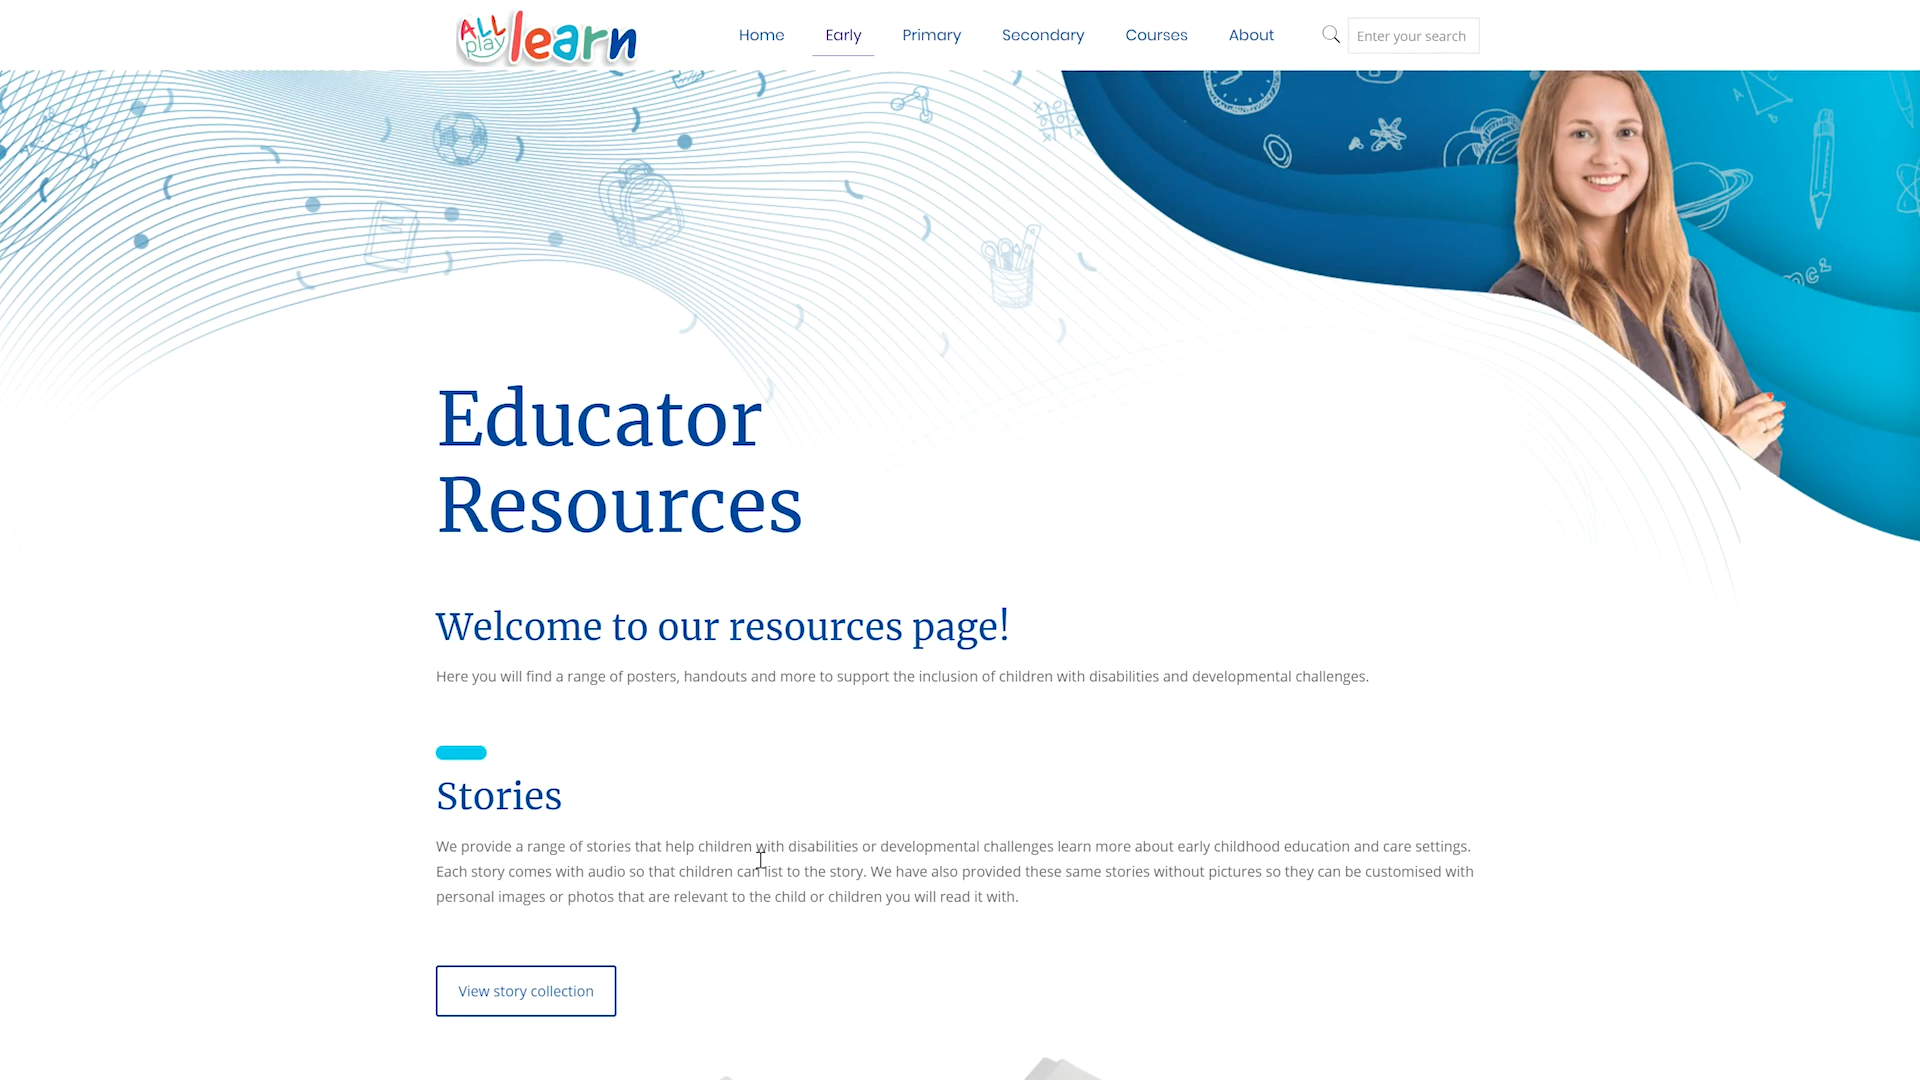 ALL play learn
Home
Early
Primary
Secondary
Courses
About
Enter your search
Educator
Resources
Welcome to our resources page!
Here you will find a range of posters, handouts and more to support the inclusion of children with disabilities and developmental challenges.
Stories
We provide a range of stories that help children with disabilities or developmental challenges learn more about early childhood education and care settings.
Each story comes with audio so that children can list to the story. We have also provided these same stories without pictures so they can be customised with
personal images or photos that are relevant to the child or children you will read it with.
View story collection